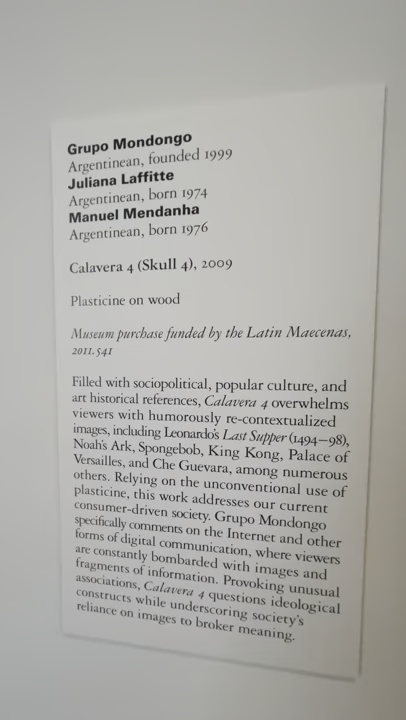 Grupo Mondongo
Argentinean, founded 1999
Juliana Laffitte
Argentinean, born 1974
Manuel Mendanha
Argentinean, born 1976
Calavera 4 (Skull 4), 2009
Plasticine on wood
Museum purchase funded by the Latin Maecenas,
2011.541
Filled with sociopolitical, popular culture, and
art historical references, Calavera 4 overwhelms
viewers with humorously re-contextualized
images, including Leonardo's Last Supper (1494–98),
Noah's Ark, Spongebob, King Kong, Palace of
Versailles, and Che Guevara, among numerous
others. Relying on the unconventional use of
plasticine, this work addresses our current
consumer-driven society. Grupo Mondongo
specifically comments on the Internet and other
forms of digital communication, where viewers
are constantly bombarded with images and
fragments of information. Provoking unusual
associations, Calavera 4 questions ideological
constructs while underscoring society's
reliance on images to broker meaning.